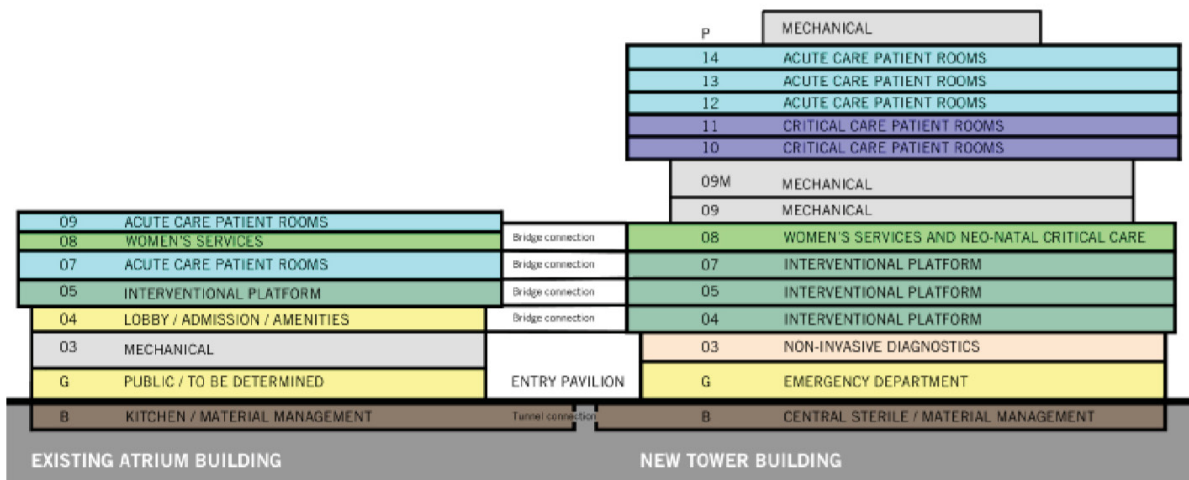 P MECHANICAL
14 ACUTE CARE PATIENT ROOMS
13 ACUTE CARE PATIENT ROOMS
12 ACUTE CARE PATIENT ROOMS
11 CRITICAL CARE PATIENT ROOMS
10 CRITICAL CARE PATIENT ROOMS
09M MECHANICAL
09 MECHANICAL
09 ACUTE CARE PATIENT ROOMS
08 WOMEN'S SERVICES Bridge connection 08 WOMEN'S SERVICES AND NEO-NATAL CRITICAL CARE
07 ACUTE CARE PATIENT ROOMS Bridge connection 07 INTERVENTIONAL PLATFORM
05 INTERVENTIONAL PLATFORM Bridge connection 05 INTERVENTIONAL PLATFORM
04 LOBBY / ADMISSION / AMENITIES Bridge connection 04 INTERVENTIONAL PLATFORM
03 MECHANICAL 03 NON-INVASIVE DIAGNOSTICS
G PUBLIC / TO BE DETERMINED ENTRY PAVILION G EMERGENCY DEPARTMENT
B KITCHEN / MATERIAL MANAGEMENT Tunnel connection B CENTRAL STERILE / MATERIAL MANAGEMENT
EXISTING ATRIUM BUILDING NEW TOWER BUILDING